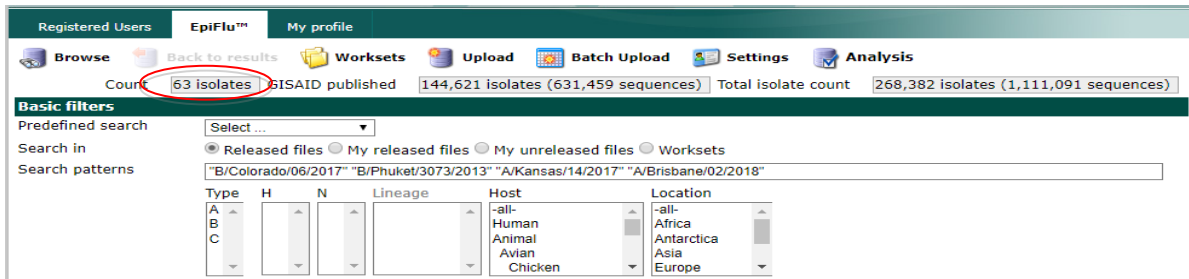 Registered Users EpiFlu™ My profile
Browse Back to results Worksets Upload Batch Upload Settings Analysis
Count 63 isolates GISAID published 144,621 isolates (631,459 sequences) Total isolate count 268,382 isolates (1,111,091 sequences)
Basic filters
Predefined search Select ...
Search in Released files My released files My unreleased files Worksets
Search patterns "B/Colorado/06/2017" "B/Phuket/3073/2013" "A/Kansas/14/2017" "A/Brisbane/02/2018"
Type H N Lineage Host Location
A -all- -all-
B Human Africa
C Animal Antarctica
Avian Asia
Chicken Europe